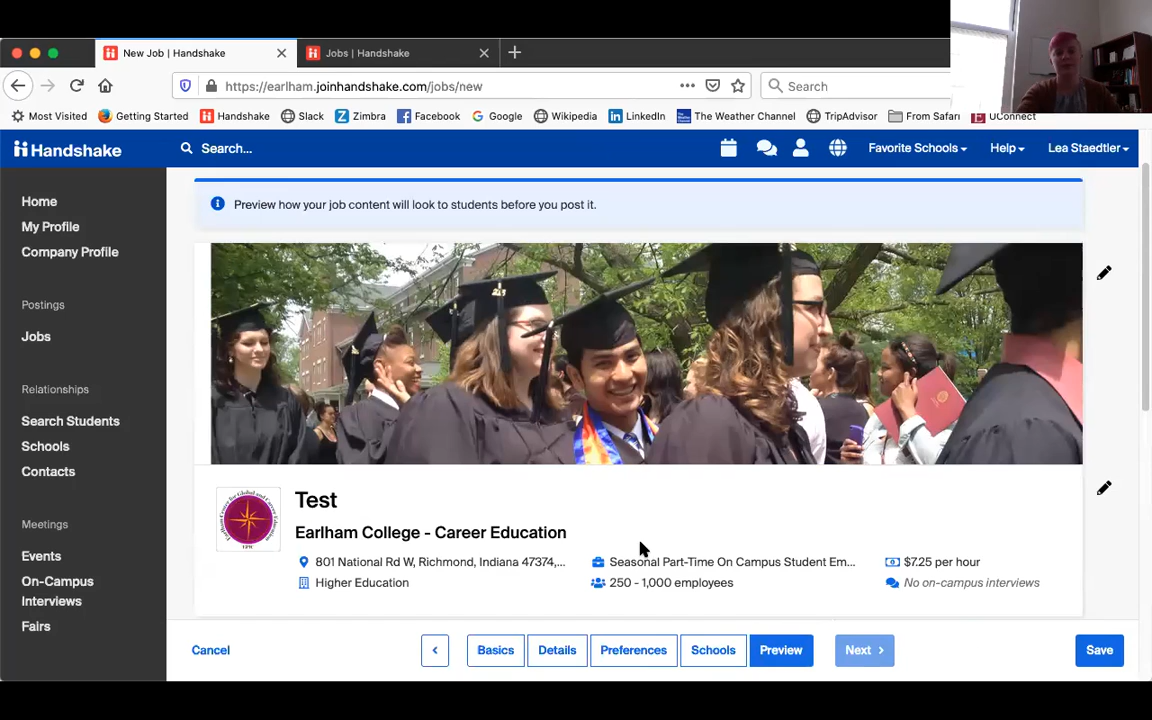 New Job | Handshake
Jobs | Handshake
https://earlham.joinhandshake.com/jobs/new
Search
Most Visited
Getting Started
Handshake
Slack
Zimbra
Facebook
Google
Wikipedia
LinkedIn
The Weather Channel
TripAdvisor
From Safari
UConnect
Handshake
Search...
Favorite Schools
Help
Lea Staedtler
Home
My Profile
Company Profile
Postings
Jobs
Relationships
Search Students
Schools
Contacts
Meetings
Events
On-Campus
Interviews
Fairs
Preview how your job content will look to students before you post it.
Test
Earlham College - Career Education
801 National Rd W, Richmond, Indiana 47374,...
Seasonal Part-Time On Campus Student Em...
$7.25 per hour
Higher Education
250 - 1,000 employees
No on-campus interviews
Cancel
Basics
Details
Preferences
Schools
Preview
Next
Save